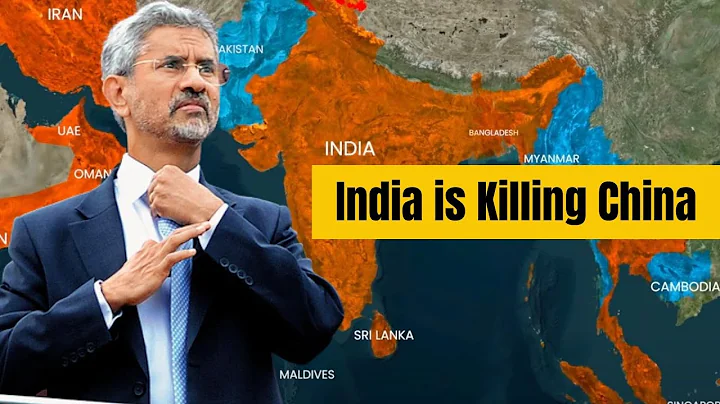 IRAN
PAKISTAN
UAE
OMAN
INDIA
BANGLADESH
MYANMAR
India is Killing China
CAMBODIA
SRI LANKA
MALDIVES